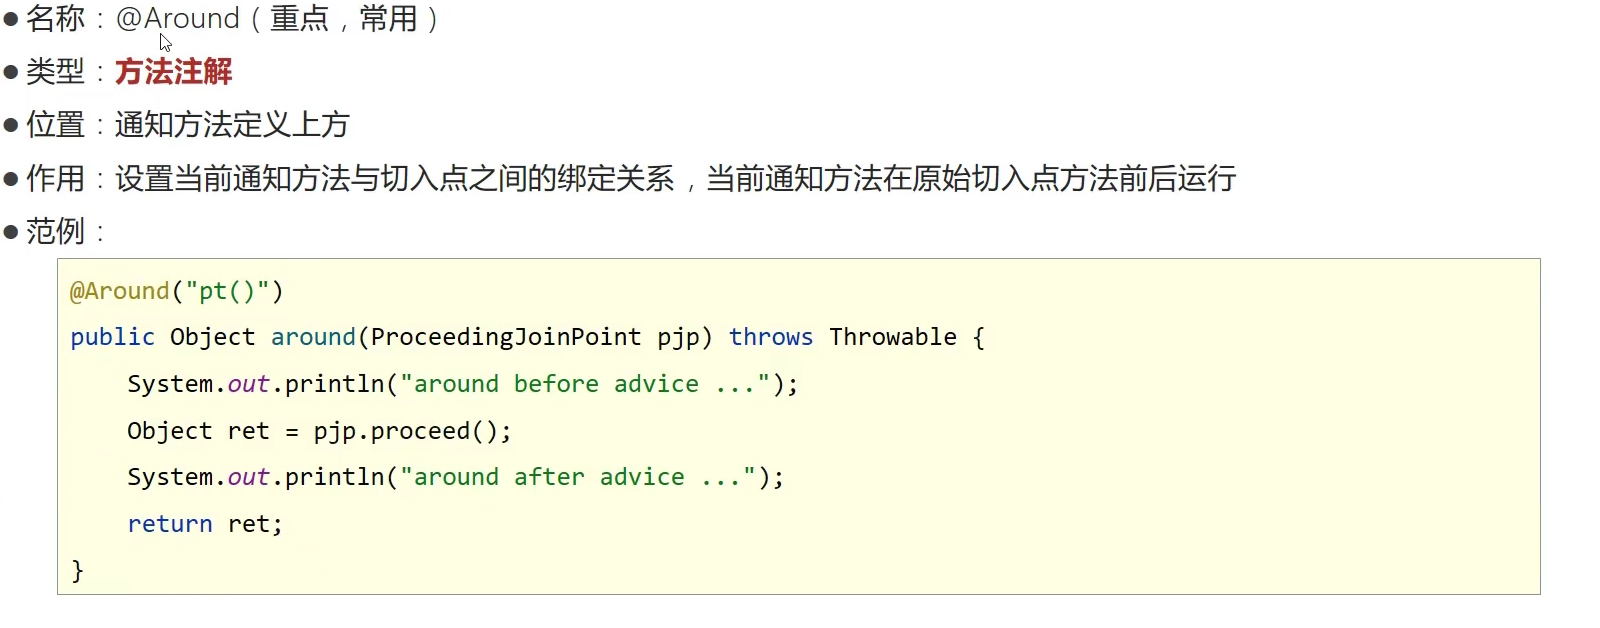 ● 名称：@Around（重点，常用）
● 类型：方法注解
● 位置：通知方法定义上方
● 作用：设置当前通知方法与切入点之间的绑定关系，当前通知方法在原始切入点方法前后运行
● 范例：
@Around("pt()")
public Object around(ProceedingJoinPoint pjp) throws Throwable {
    System.out.println("around before advice ...");
    Object ret = pjp.proceed();
    System.out.println("around after advice ...");
    return ret;
}